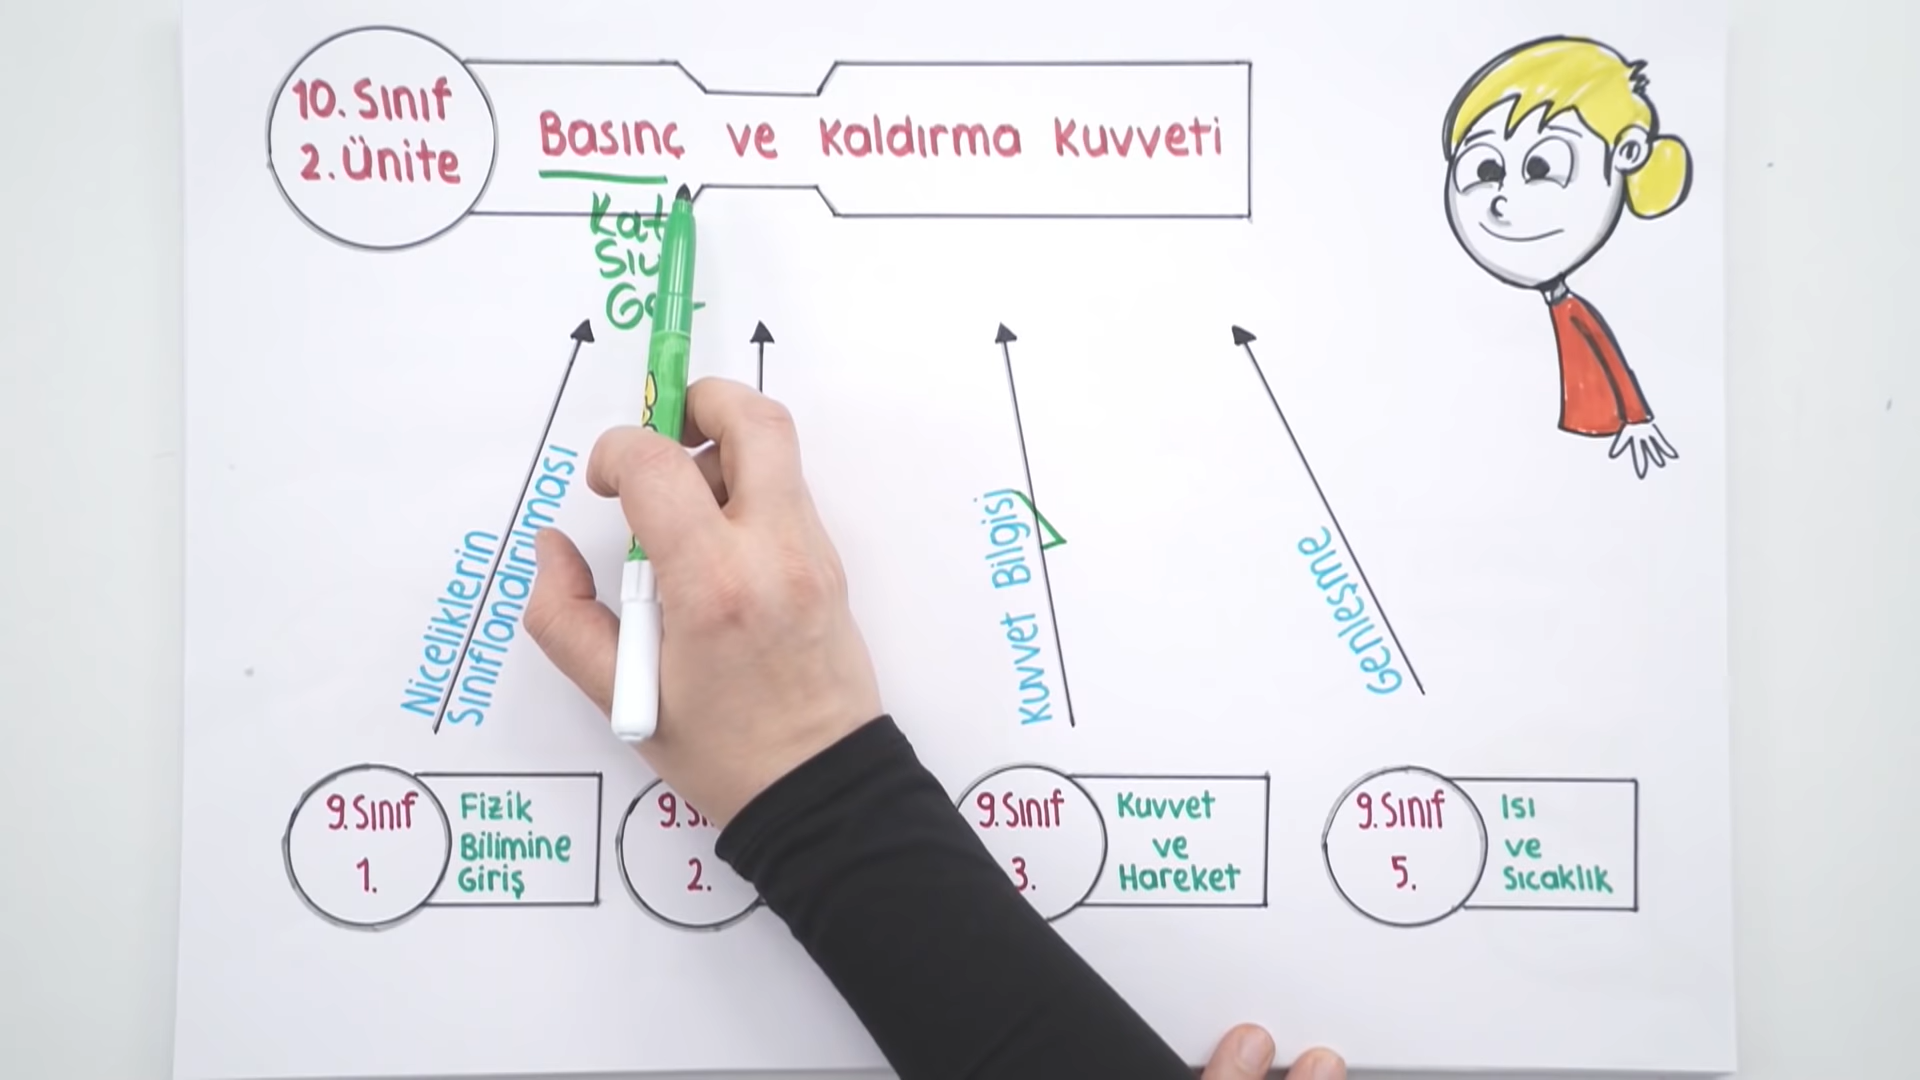 10. Sınıf
2. Ünite
Basınç ve Kaldırma Kuvveti
Niceliklerin
Sınıflandırılması
Kuvvet Bilgisi
Genleşme
9. Sınıf
1.
Fizik
Bilimine
Giriş
2.
9. Sınıf
3.
Kuvvet
ve
Hareket
9. Sınıf
5.
Isı
ve
Sıcaklık